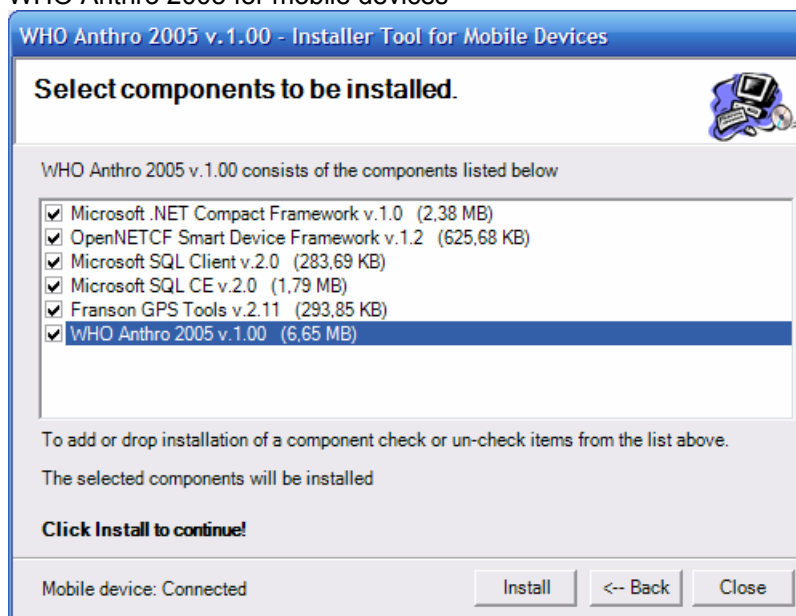 WHO Anthro 2005 for mobile devices
WHO Anthro 2005 v.1.00 - Installer Tool for Mobile Devices
Select components to be installed.
WHO Anthro 2005 v.1.00 consists of the components listed below
Microsoft .NET Compact Framework v.1.0 (2,38 MB)
OpenNETCF Smart Device Framework v.1.2 (625,68 KB)
Microsoft SQL Client v.2.0 (283,69 KB)
Microsoft SQL CE v.2.0 (1,79 MB)
Franson GPS Tools v.2.11 (293,85 KB)
WHO Anthro 2005 v.1.00 (6,65 MB)
To add or drop installation of a component check or un-check items from the list above.
The selected components will be installed
Click Install to continue!
Mobile device: Connected
Install
<-- Back
Close